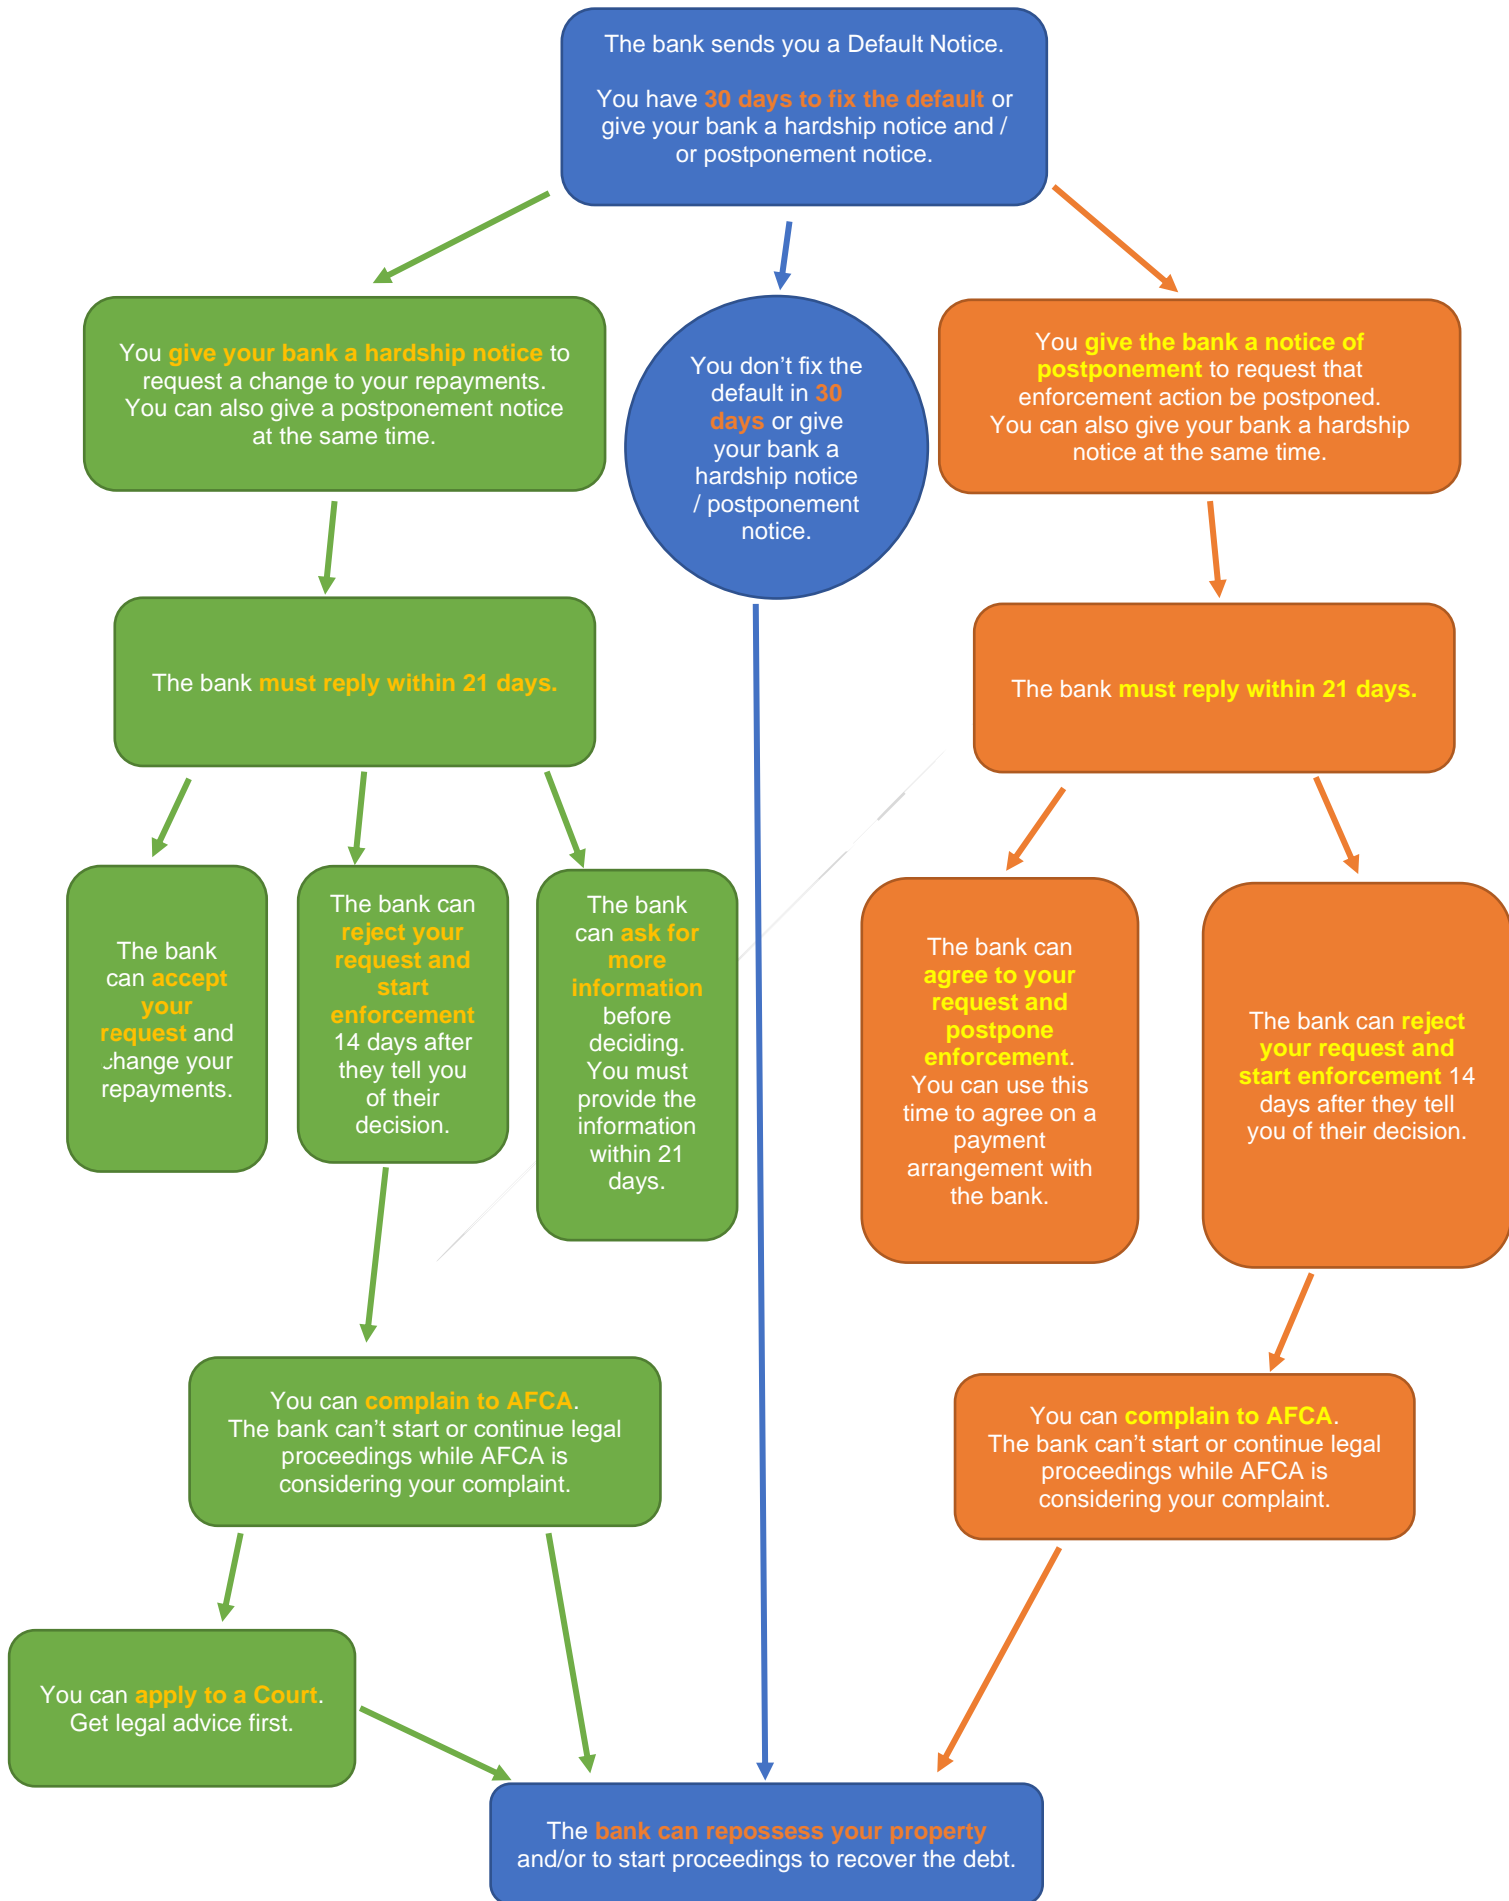 The bank sends you a Default Notice.
You have 30 days to fix the default or
give your bank a hardship notice and /
or postponement notice.
You give your bank a hardship notice to
request a change to your repayments.
You can also give a postponement notice
at the same time.
You don’t fix the
default in 30
days or give
your bank a
hardship notice
/ postponement
notice.
You give the bank a notice of
postponement to request that
enforcement action be postponed.
You can also give your bank a hardship
notice at the same time.
The bank must reply within 21 days.
The bank must reply within 21 days.
The bank
can accept
your
request and
change your
repayments.
The bank can
reject your
request and
start
enforcement
14 days after
they tell you
of their
decision.
The bank
can ask for
more
information
before
deciding.
You must
provide the
information
within 21
days.
The bank can
agree to your
request and
postpone
enforcement.
You can use this
time to agree on a
payment
arrangement with
the bank.
The bank can reject
your request and
start enforcement 14
days after they tell
you of their decision.
You can complain to AFCA.
The bank can’t start or continue legal
proceedings while AFCA is
considering your complaint.
You can complain to AFCA.
The bank can’t start or continue legal
proceedings while AFCA is
considering your complaint.
You can apply to a Court.
Get legal advice first.
The bank can repossess your property
and/or to start proceedings to recover the debt.